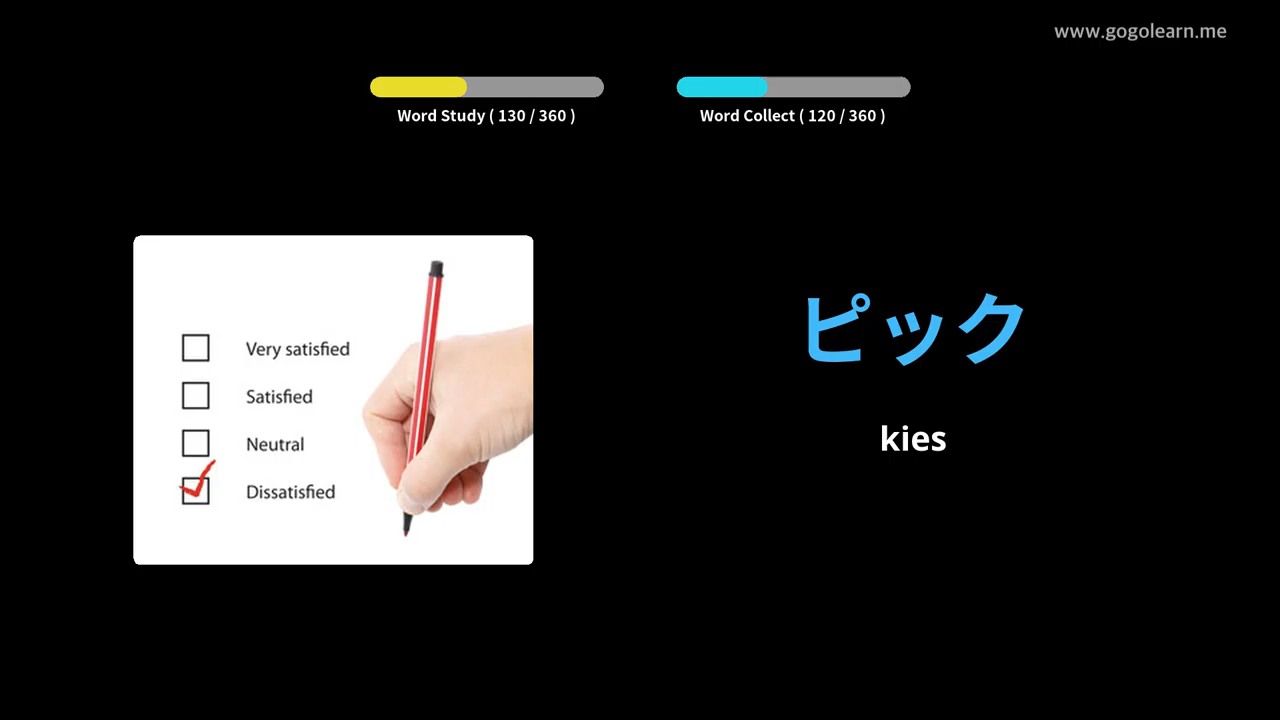 www.gogolearn.me
Word Study ( 130 / 360 )
Word Collect ( 120 / 360 )
Very satisfied
Satisfied
Neutral
Dissatisfied
ピック
kies